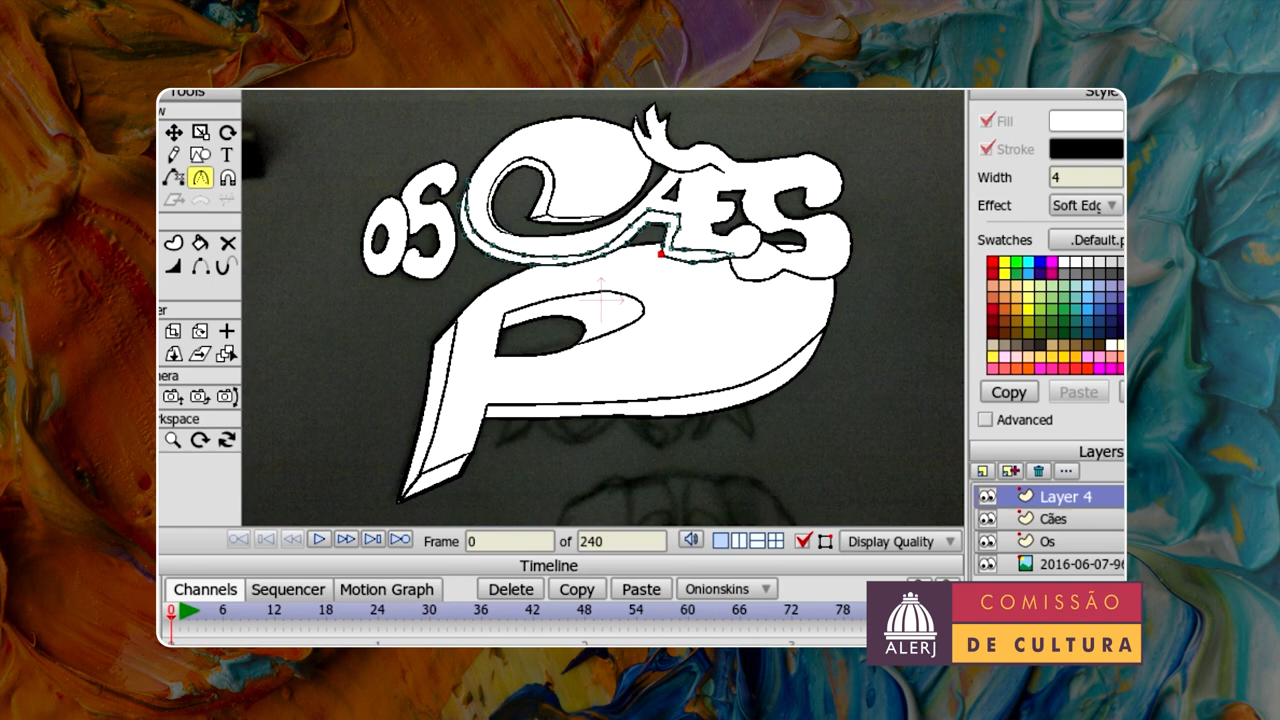 Tools
Style
Fill
Stroke
Width
4
Effect
Soft Edg
Swatches
.Default.p
Copy
Paste
Advanced
Layers
Layer 4
Cães
Os
2016-06-07-96
T
OS
CÃES
P
Frame
0
of
240
Display Quality
Timeline
Channels
Sequencer
Motion Graph
Delete
Copy
Paste
Onionskins
0 6 12 18 24 30 36 42 48 54 60 66 72 78
ALERJ
COMISSÃO
DE CULTURA